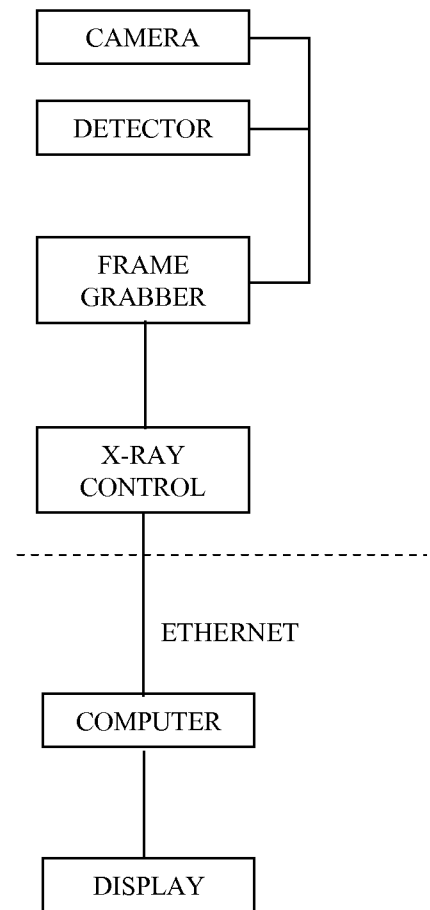 CAMERA
DETECTOR
FRAME
GRABBER
X-RAY
CONTROL
ETHERNET
COMPUTER
DISPLAY